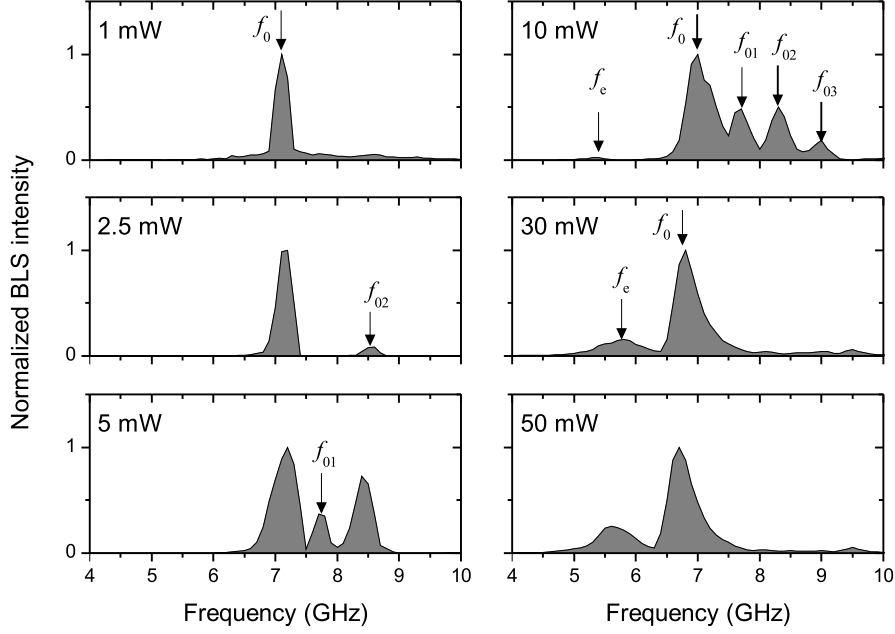 Normalized BLS intensity
1 mW
f0
1
0
2.5 mW
f02
1
0
5 mW
f01
1
0
4 5 6 7 8 9 10
Frequency (GHz)
10 mW
fe
f0
f01
f02
f03
30 mW
fe
f0
50 mW
4 5 6 7 8 9 10
Frequency (GHz)